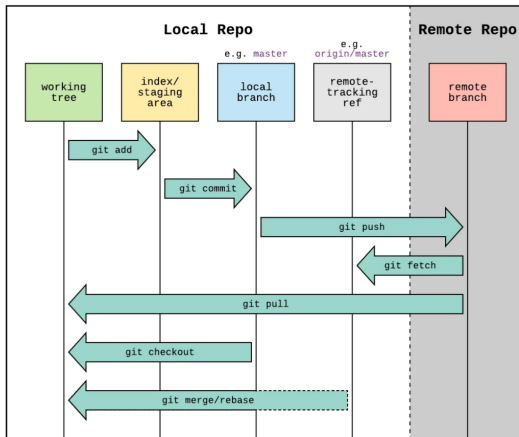 Local Repo
Remote Repo
e.g. master
e.g.
origin/master
working
tree
index/
staging
area
local
branch
remote-
tracking
ref
remote
branch
git add
git commit
git push
git fetch
git pull
git checkout
git merge/rebase